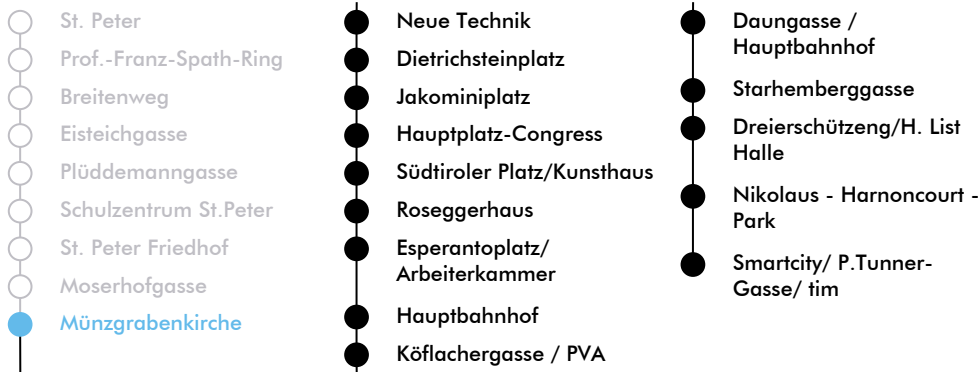 St. Peter
Prof.-Franz-Spath-Ring
Breitenweg
Eisteichgasse
Plüddemanngasse
Schulzentrum St.Peter
St. Peter Friedhof
Moserhofgasse
Münzgrabenkirche
Neue Technik
Dietrichsteinplatz
Jakominiplatz
Hauptplatz-Congress
Südtiroler Platz/Kunsthaus
Roseggerhaus
Esperantoplatz/
Arbeiterkammer
Hauptbahnhof
Köflachergasse / PVA
Daungasse /
Hauptbahnhof
Starhemberggasse
Dreierschützeng/H. List
Halle
Nikolaus - Harnoncourt -
Park
Smartcity/ P.Tunner-
Gasse/ tim